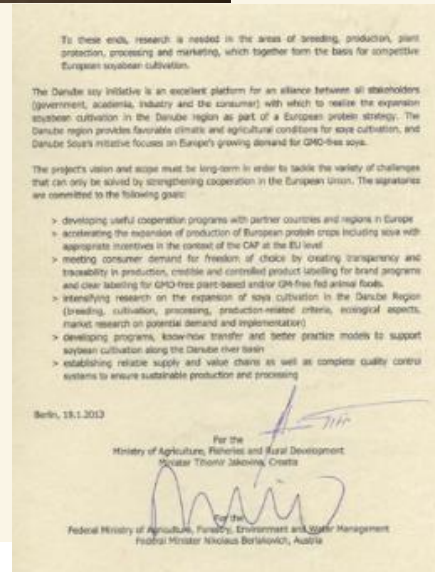 To these ends, research is needed in the areas of breeding, production, plant
protection, processing and marketing, which together form the basis for competitive
European soyabean cultivation.
The Danube soy initiative is an excellent platform for an alliance between all stakeholders
(government, academia, industry and the consumer) with which to realize the expansion
soyabean cultivation in the Danube region as part of a European protein strategy. The
Danube region provides favorable climatic and agricultural conditions for soya cultivation, and
Danube Soya's initiative focuses on Europe's growing demand for GMO-free soya.
The project's vision and scope must be long-term in order to tackle the variety of challenges
that can only be solved by strengthening cooperation in the European Union. The signatories
are committed to the following goals:
> developing useful cooperation programs with partner countries and regions in Europe
> accelerating the expansion of production of European protein crops including soya with
appropriate incentives in the context of the CAP at the EU level
> meeting consumer demand for freedom of choice by creating transparency and
traceability in production, credible and controlled product labelling for brand programs
and clear labelling for GMO-free plant-based and/or GM-free fed animal foods.
> intensifying research on the expansion of soya cultivation in the Danube Region
(breeding, cultivation, processing, production-related criteria, ecological aspects,
market research on potential demand and implementation)
> developing programs, know-how transfer and better practice models to support
soybean cultivation along the Danube river basin
> establishing reliable supply and value chains as well as complete quality control
systems to ensure sustainable production and processing
Berlin, 19.1.2013
For the
Ministry of Agriculture, Fisheries and Rural Development
Minister Tihomir Jakovina, Croatia
For the
Federal Ministry of Agriculture, Forestry, Environment and Water Management
Federal Minister Nikolaus Berlakovich, Austria